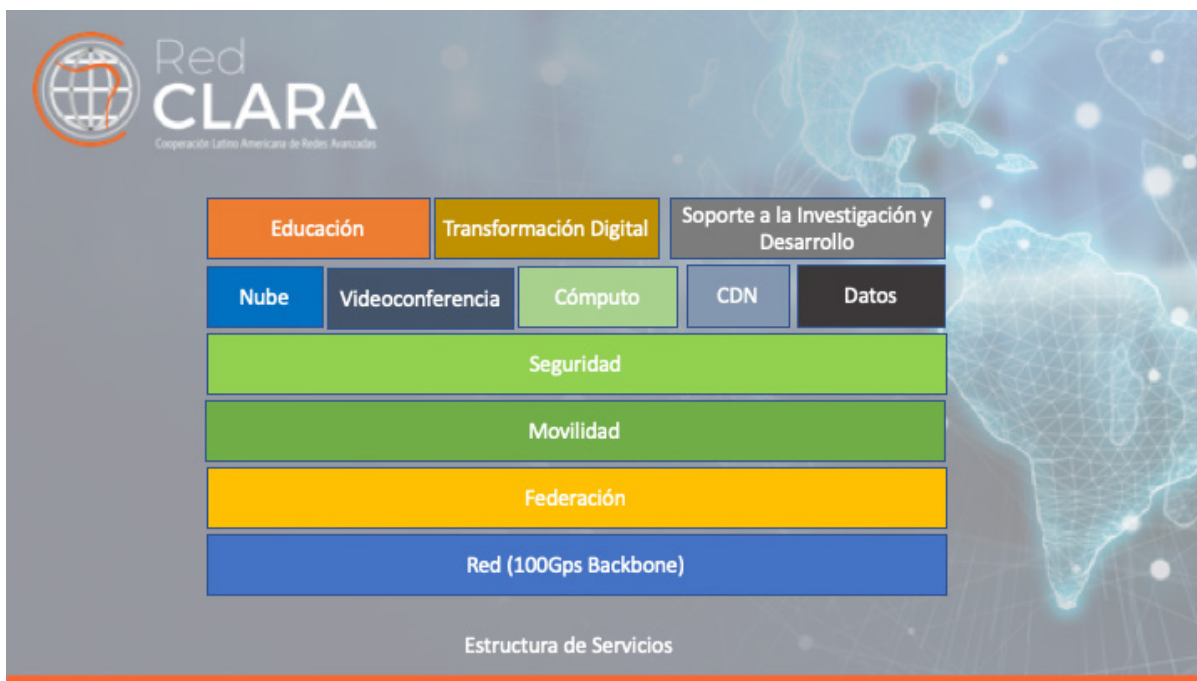 Red
CLARA
Cooperación Latino Americana de Redes Avanzadas
Educación
Transformación Digital
Soporte a la Investigación y
Desarrollo
Nube
Videoconferencia
Cómputo
CDN
Datos
Seguridad
Movilidad
Federación
Red (100Gps Backbone)
Estructura de Servicios